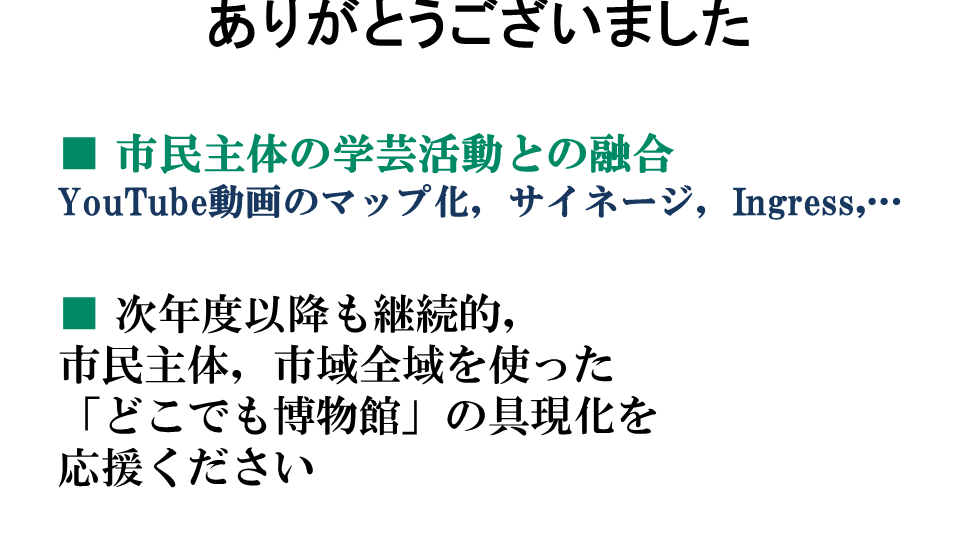 ありがとうございました
■ 市民主体の学芸活動との融合
YouTube動画のマップ化，サイネージ，Ingress,…
■ 次年度以降も継続的，
市民主体，市域全域を使った
「どこでも博物館」の具現化を
応援ください